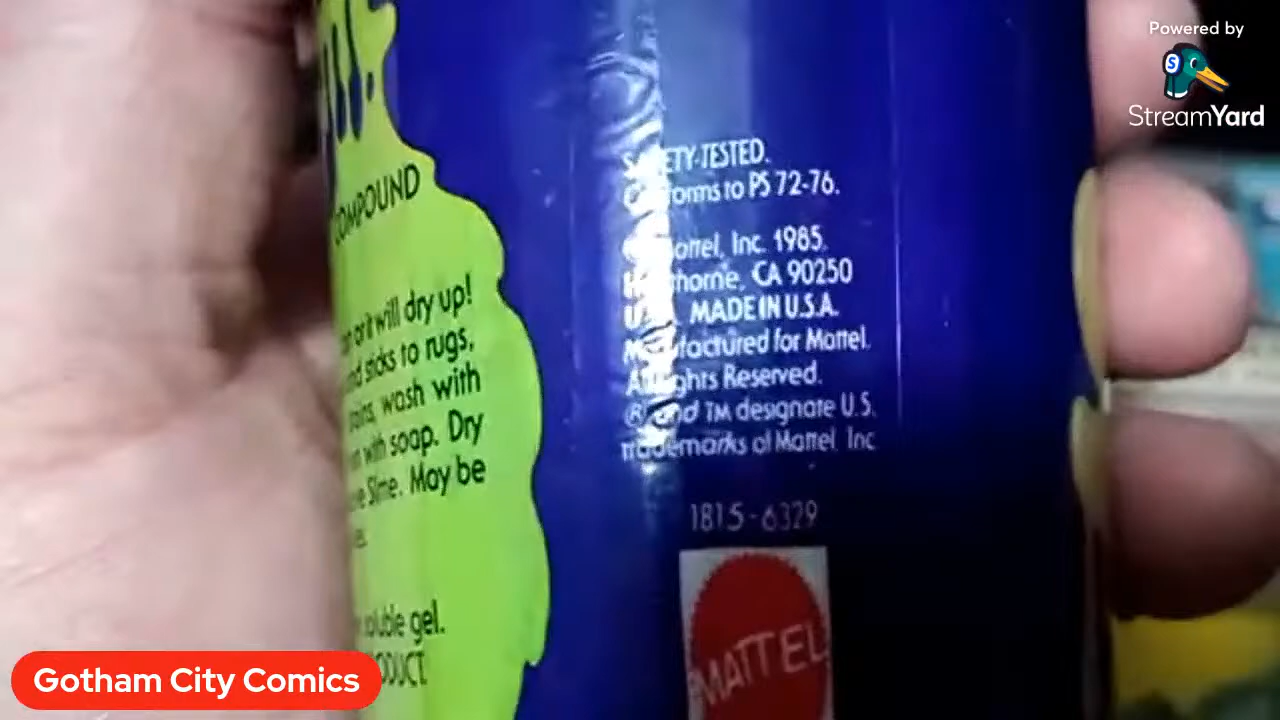 Powered by
StreamYard
COMPOUND
or it will dry up!
sticks to rugs,
wash with
with soap. Dry
Slime. May be
gel.
SAFETY-TESTED.
Conforms to PS 72-76.
© Mattel, Inc. 1985.
Hawthorne, CA 90250
U.S.A. MADE IN U.S.A.
Manufactured for Mattel.
All Rights Reserved.
® and TM designate U.S.
trademarks of Mattel Inc
1815-6329
MATTEL
Gotham City Comics